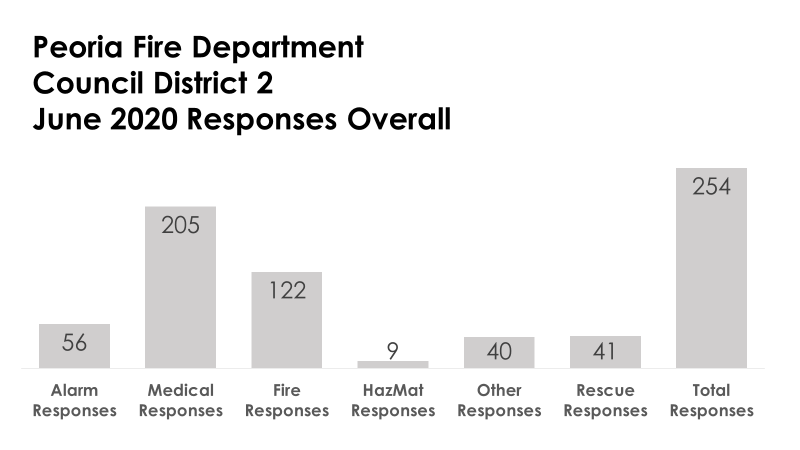 Peoria Fire Department
Council District 2
June 2020 Responses Overall
254
205
122
56
9
40
41
Alarm Responses
Medical Responses
Fire Responses
HazMat Responses
Other Responses
Rescue Responses
Total Responses